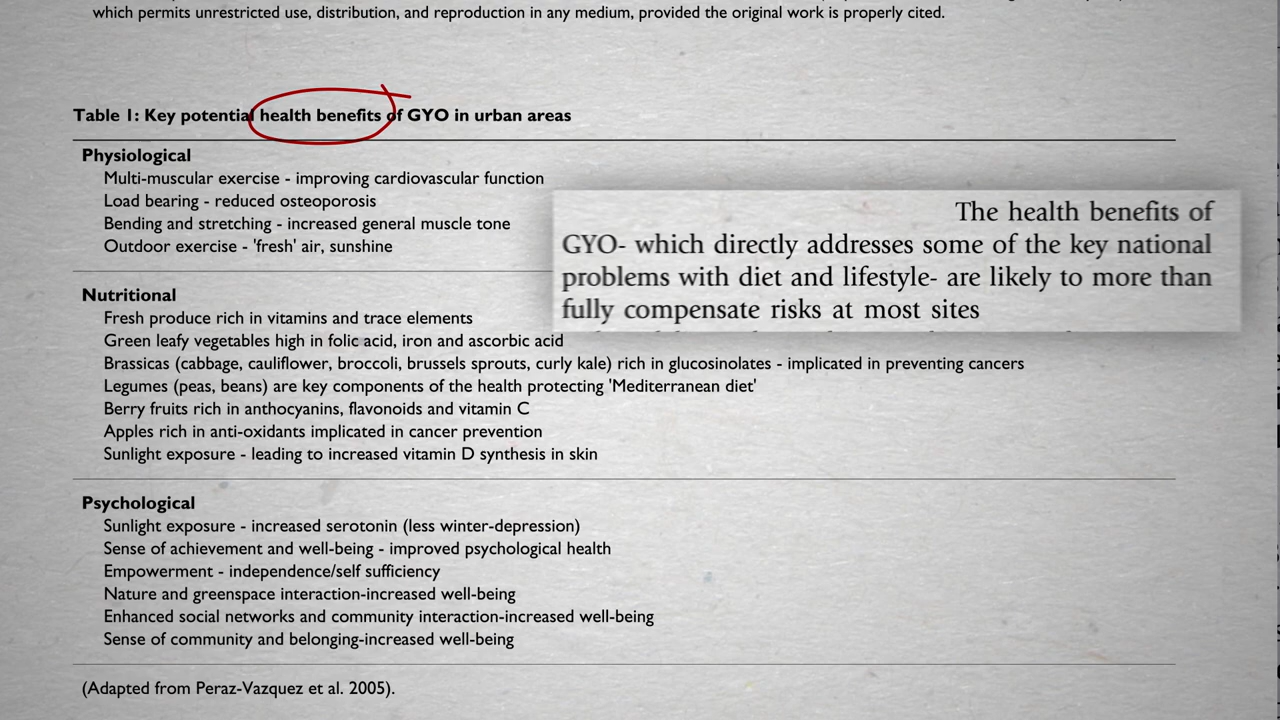 which permits unrestricted use, distribution, and reproduction in any medium, provided the original work is properly cited.
Table 1: Key potential health benefits of GYO in urban areas
Physiological
Multi-muscular exercise - improving cardiovascular function
Load bearing - reduced osteoporosis
Bending and stretching - increased general muscle tone
Outdoor exercise - 'fresh' air, sunshine
The health benefits of
GYO- which directly addresses some of the key national
problems with diet and lifestyle- are likely to more than
fully compensate risks at most sites
Nutritional
Fresh produce rich in vitamins and trace elements
Green leafy vegetables high in folic acid, iron and ascorbic acid
Brassicas (cabbage, cauliflower, broccoli, brussels sprouts, curly kale) rich in glucosinolates - implicated in preventing cancers
Legumes (peas, beans) are key components of the health protecting 'Mediterranean diet'
Berry fruits rich in anthocyanins, flavonoids and vitamin C
Apples rich in anti-oxidants implicated in cancer prevention
Sunlight exposure - leading to increased vitamin D synthesis in skin
Psychological
Sunlight exposure - increased serotonin (less winter-depression)
Sense of achievement and well-being - improved psychological health
Empowerment - independence/self sufficiency
Nature and greenspace interaction-increased well-being
Enhanced social networks and community interaction-increased well-being
Sense of community and belonging-increased well-being
(Adapted from Peraz-Vazquez et al. 2005).